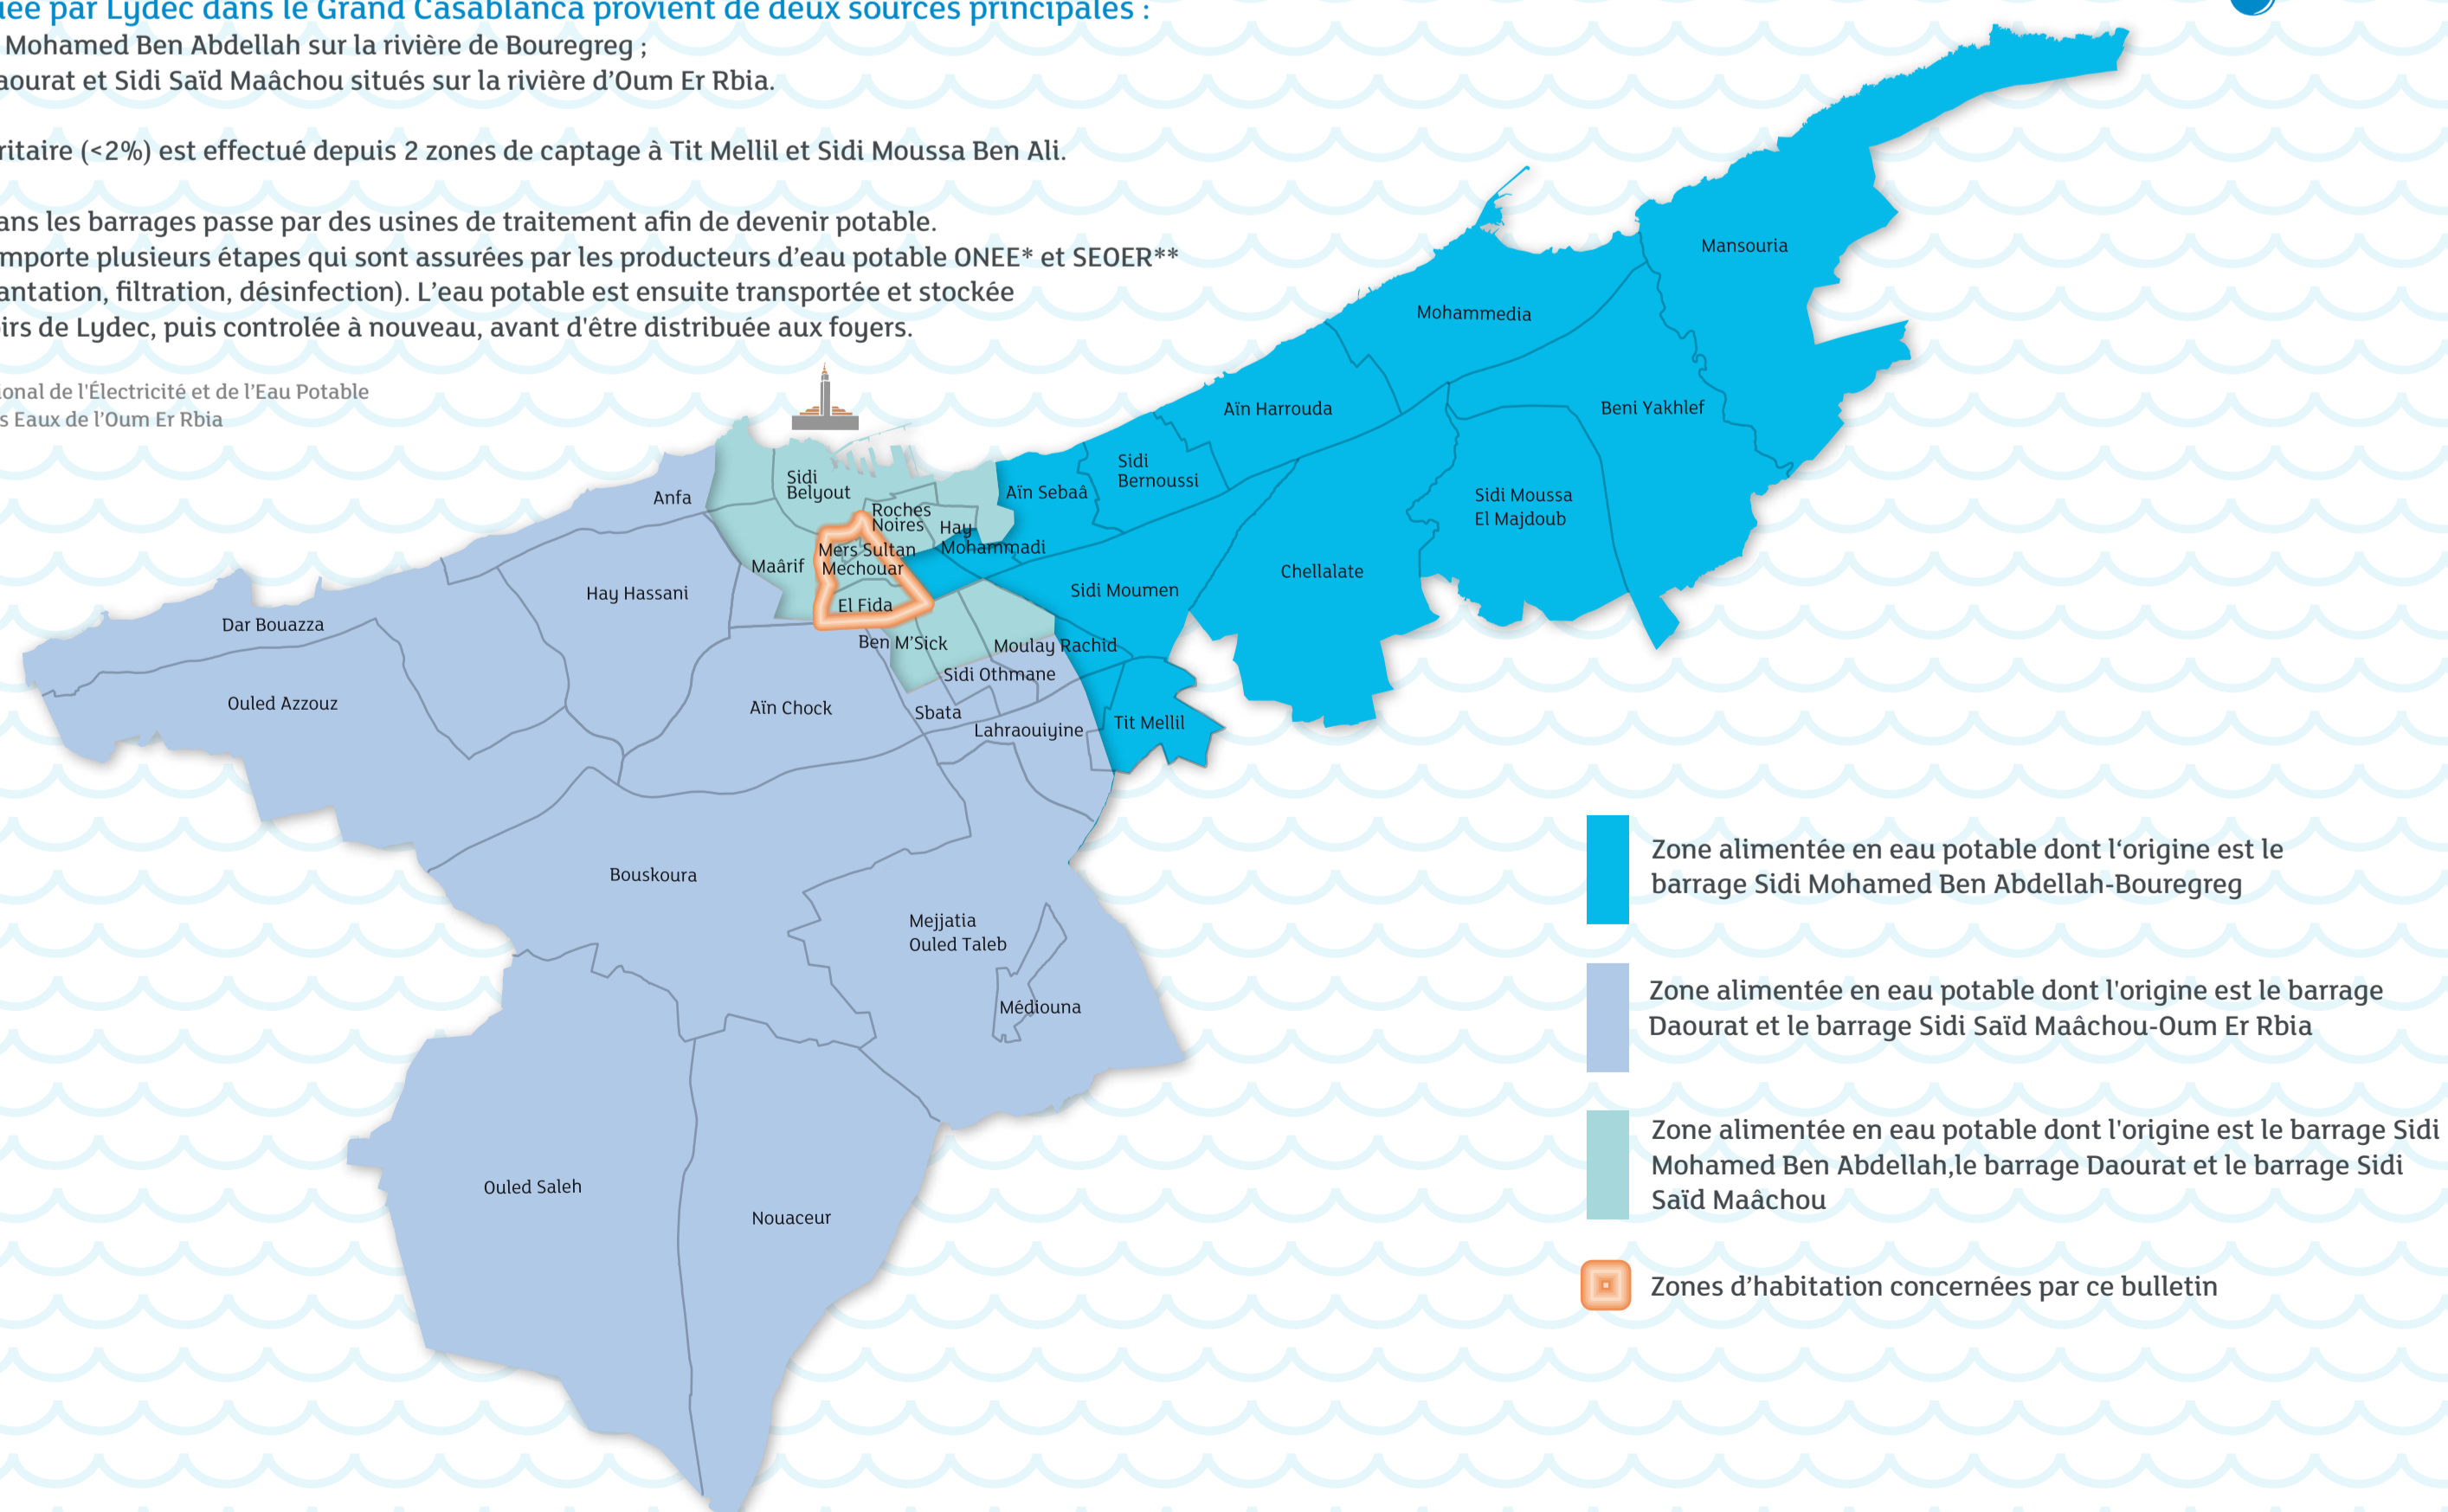 uée par Lydec dans le Grand Casablanca provient de deux sources principales :
Mohamed Ben Abdellah sur la rivière de Bouregreg ;
aourat et Sidi Saïd Maâchou situés sur la rivière d’Oum Er Rbia.
ritaire (<2%) est effectué depuis 2 zones de captage à Tit Mellil et Sidi Moussa Ben Ali.
ans les barrages passe par des usines de traitement afin de devenir potable.
mporte plusieurs étapes qui sont assurées par les producteurs d’eau potable ONEE* et SEOER**
antation, filtration, désinfection). L’eau potable est ensuite transportée et stockée
irs de Lydec, puis controlée à nouveau, avant d'être distribuée aux foyers.
ional de l'Électricité et de l’Eau Potable
s Eaux de l’Oum Er Rbia
Mansouria
Mohammedia
Aïn Harrouda
Beni Yakhlef
Sidi
Bernoussi
Aïn Sebaâ
Sidi Moussa
El Majdoub
Anfa
Sidi
Belyout
Roches
Noires
Hay
Mohammadi
Mers Sultan
Mechouar
Maârif
Chellalate
Sidi Moumen
Hay Hassani
El Fida
Dar Bouazza
Ben M’Sick
Moulay Rachid
Sidi Othmane
Ouled Azzouz
Aïn Chock
Sbata
Tit Mellil
Lahraouiyine
Bouskoura
Mejjatia
Ouled Taleb
Médiouna
Ouled Saleh
Nouaceur
Zone alimentée en eau potable dont l‘origine est le
barrage Sidi Mohamed Ben Abdellah-Bouregreg
Zone alimentée en eau potable dont l'origine est le barrage
Daourat et le barrage Sidi Saïd Maâchou-Oum Er Rbia
Zone alimentée en eau potable dont l'origine est le barrage Sidi
Mohamed Ben Abdellah,le barrage Daourat et le barrage Sidi
Saïd Maâchou
Zones d’habitation concernées par ce bulletin